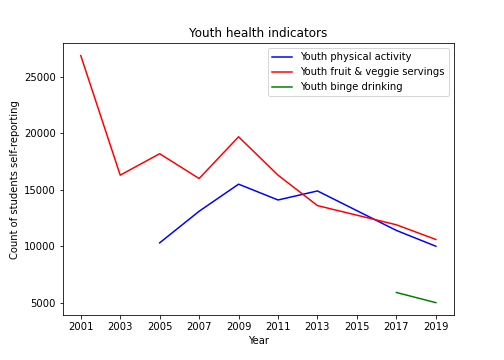 Youth health indicators
Youth physical activity
Youth fruit & veggie servings
Youth binge drinking
Count of students self-reporting
25000
20000
15000
10000
5000
2001 2003 2005 2007 2009 2011 2013 2015 2017 2019
Year